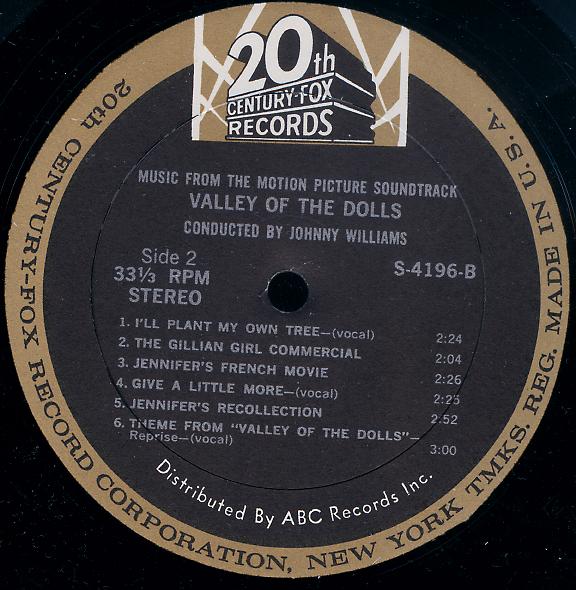 20th
CENTURY-FOX
RECORDS
MUSIC FROM THE MOTION PICTURE SOUNDTRACK
VALLEY OF THE DOLLS
CONDUCTED BY JOHNNY WILLIAMS
Side 2
33⅓ RPM
STEREO
S-4196-B
1. I'LL PLANT MY OWN TREE—(vocal) 2:24
2. THE GILLIAN GIRL COMMERCIAL 2:04
3. JENNIFER'S FRENCH MOVIE 2:26
4. GIVE A LITTLE MORE—(vocal) 2:25
5. JENNIFER'S RECOLLECTION 2:52
6. THEME FROM "VALLEY OF THE DOLLS"—
Reprise—(vocal) 3:00
Distributed By ABC Records Inc.
20th CENTURY-FOX RECORD CORPORATION, NEW YORK TMKS. REG. MADE IN U.S.A.